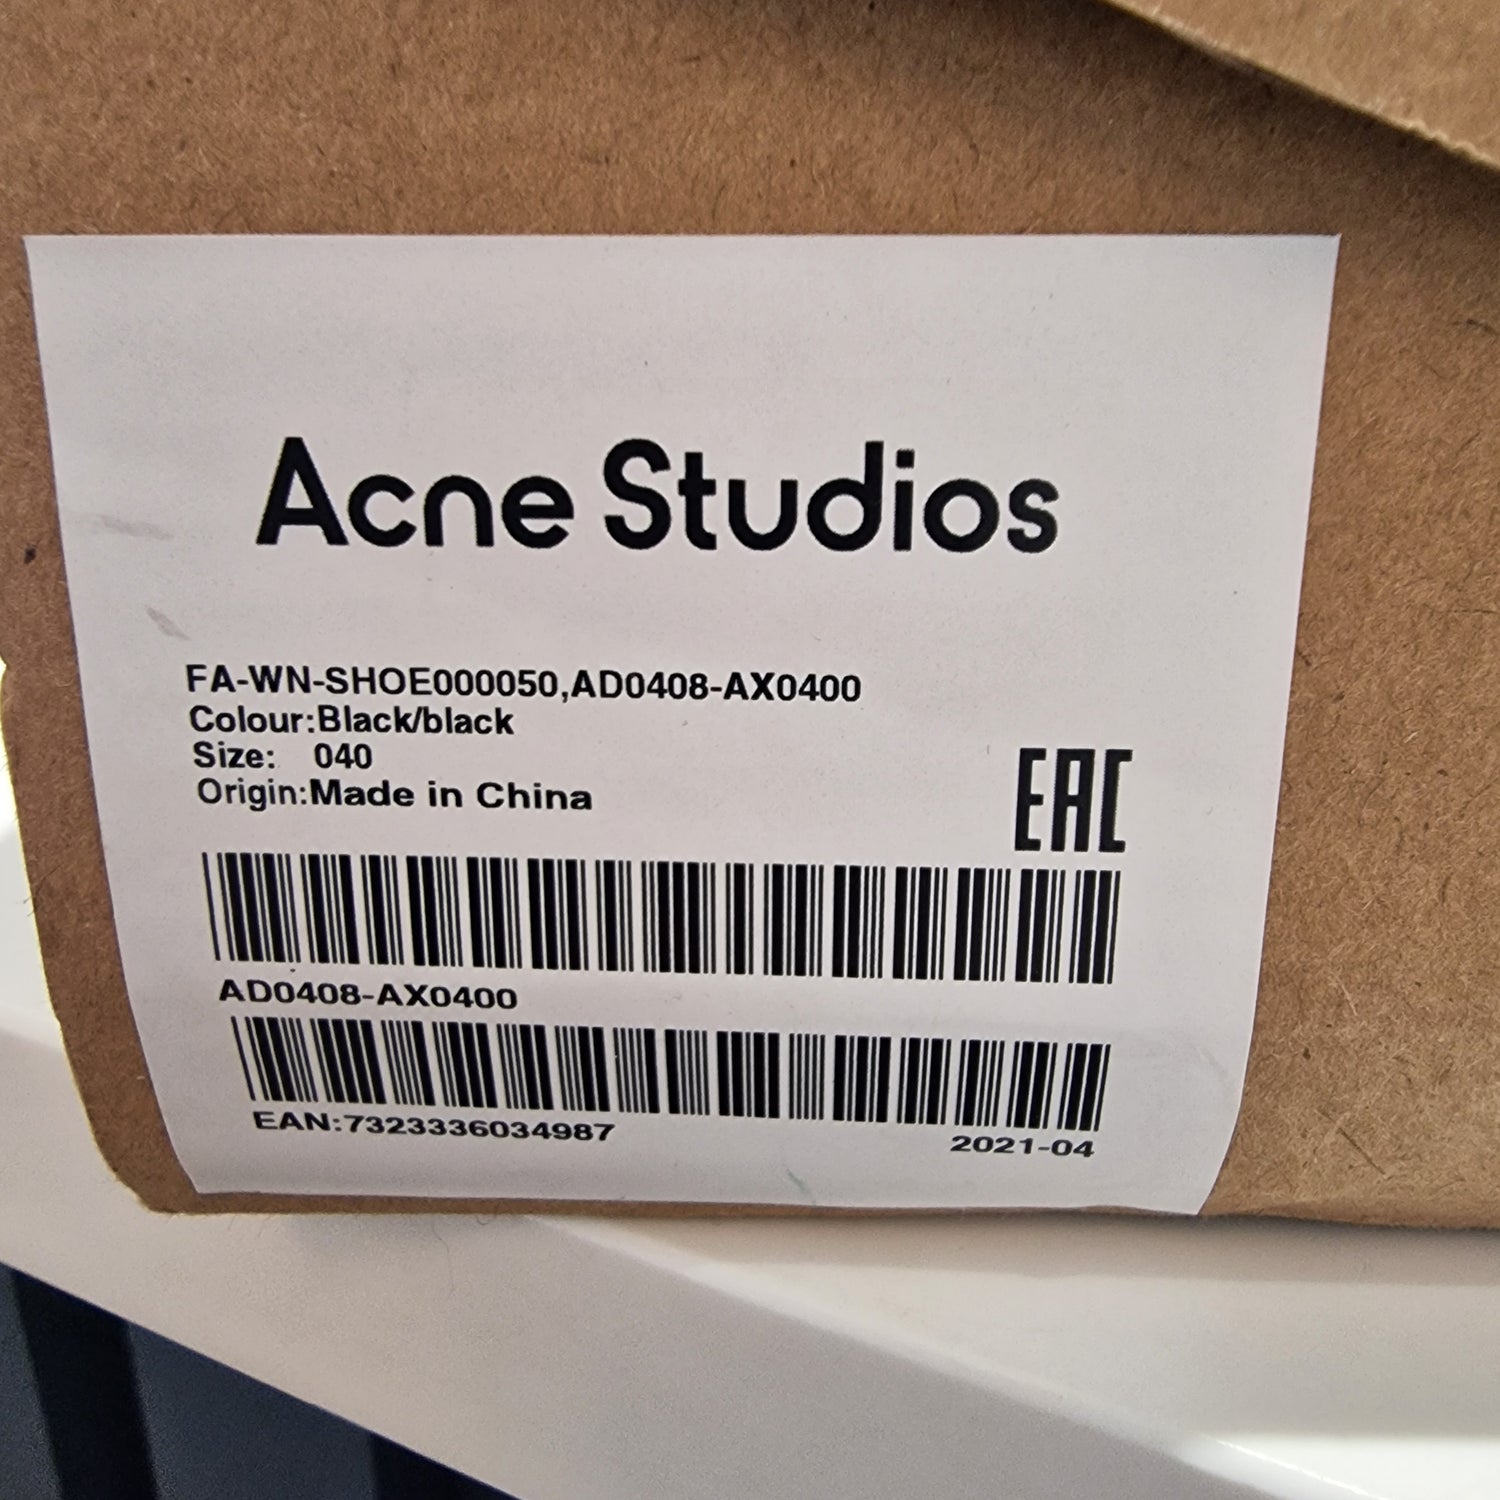 Acne Studios
FA-WN-SHOE000050,AD0408-AX0400
Colour:Black/black
Size: 040
Origin:Made in China
EAC
AD0408-AX0400
EAN:7323336034987
2021-04